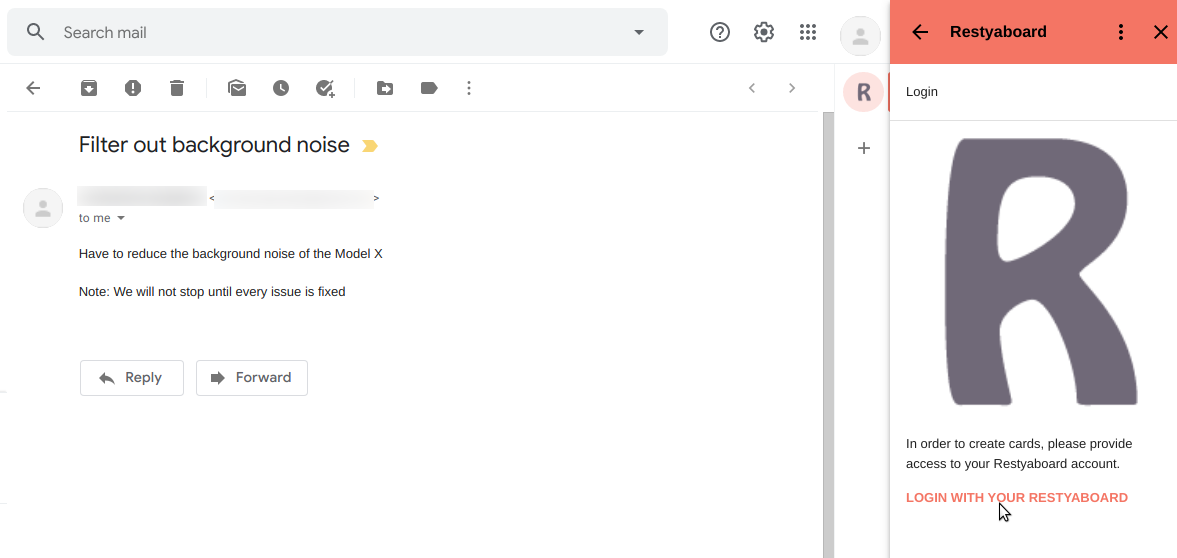 Search mail
Filter out background noise
< >
to me
Have to reduce the background noise of the Model X
Note: We will not stop until every issue is fixed
Reply
Forward
R
Restyaboard
Login
R
In order to create cards, please provide
access to your Restyaboard account.
LOGIN WITH YOUR RESTYABOARD